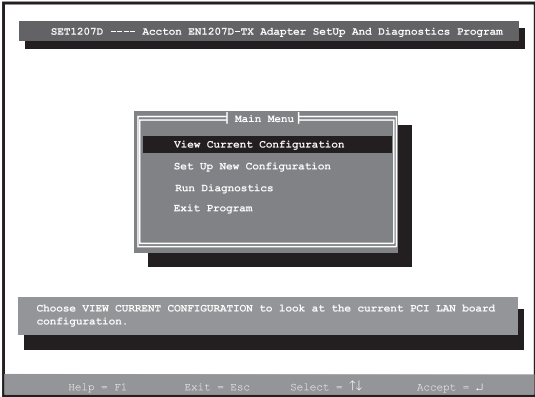 SET1207D ---- Accton EN1207D-TX Adapter SetUp And Diagnostics Program
Main Menu
View Current Configuration
Set Up New Configuration
Run Diagnostics
Exit Program
Choose VIEW CURRENT CONFIGURATION to look at the current PCI LAN board
configuration.
Help = F1 Exit = Esc Select = ↑↓ Accept = ↵